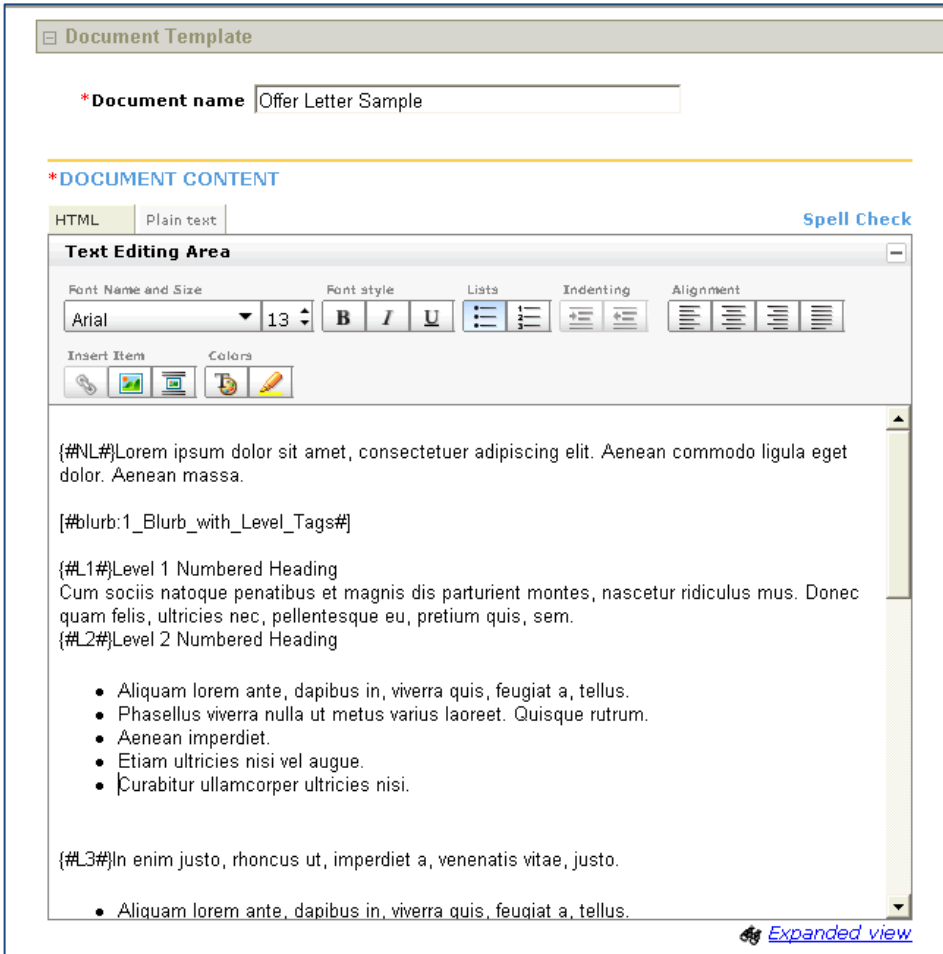 Document Template
*Document name Offer Letter Sample
*DOCUMENT CONTENT
HTML Plain text Spell Check
Text Editing Area
Font Name and Size Font style Lists Indenting Alignment
Arial 13 B I U
Insert Item Colors
{#NL#}Lorem ipsum dolor sit amet, consectetuer adipiscing elit. Aenean commodo ligula eget
dolor. Aenean massa.
[#blurb:1_Blurb_with_Level_Tags#]
{#L1#}Level 1 Numbered Heading
Cum sociis natoque penatibus et magnis dis parturient montes, nascetur ridiculus mus. Donec
quam felis, ultricies nec, pellentesque eu, pretium quis, sem.
{#L2#}Level 2 Numbered Heading
• Aliquam lorem ante, dapibus in, viverra quis, feugiat a, tellus.
• Phasellus viverra nulla ut metus varius laoreet. Quisque rutrum.
• Aenean imperdiet.
• Etiam ultricies nisi vel augue.
• Curabitur ullamcorper ultricies nisi.
{#L3#}In enim justo, rhoncus ut, imperdiet a, venenatis vitae, justo.
• Aliquam lorem ante, dapibus in, viverra quis, feugiat a, tellus.
Expanded view